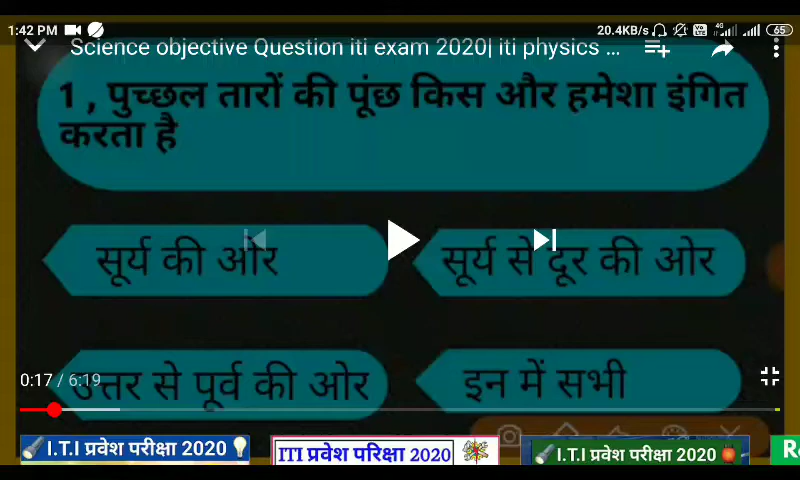 1:42 PM
20.4KB/s
4G
65
Science objective Question iti exam 2020| iti physics ...
1 , पुच्छल तारों की पूंछ किस और हमेशा इंगित
करता है
सूर्य की ओर
सूर्य से दूर की ओर
उत्तर से पूर्व की ओर
इन में सभी
0:17 / 6:19
I.T.I प्रवेश परीक्षा 2020
ITI प्रवेश परिक्षा 2020
I.T.I प्रवेश परीक्षा 2020